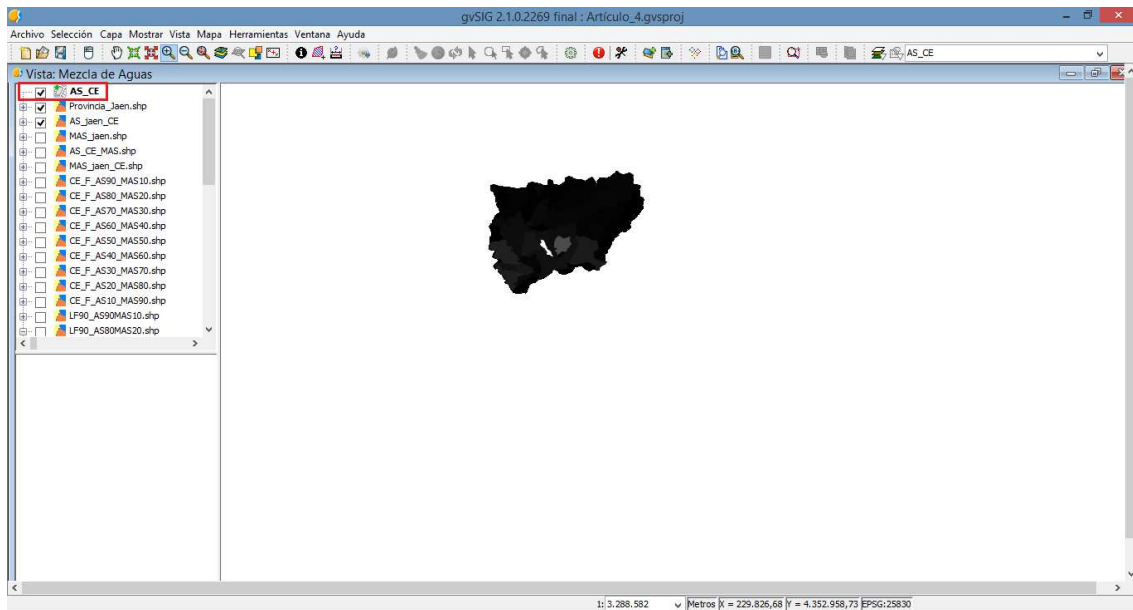 gvSIG 2.1.0.2269 final : Artículo_4.gvsproj
Archivo Selección Capa Mostrar Vista Mapa Herramientas Ventana Ayuda
AS_CE
Vista: Mezcla de Aguas
AS_CE
Provincia_Jaen.shp
AS_jaen_CE
MAS_jaen.shp
AS_CE_MAS.shp
MAS_jaen_CE.shp
CE_F_AS90_MAS10.shp
CE_F_AS80_MAS20.shp
CE_F_AS70_MAS30.shp
CE_F_AS60_MAS40.shp
CE_F_AS50_MAS50.shp
CE_F_AS40_MAS60.shp
CE_F_AS30_MAS70.shp
CE_F_AS20_MAS80.shp
CE_F_AS10_MAS90.shp
LF90_AS90MAS10.shp
LF90_AS80MAS20.shp
1: 3.288.582 Metros X = 229.826,68 Y = 4.352.958,73 EPSG:25830